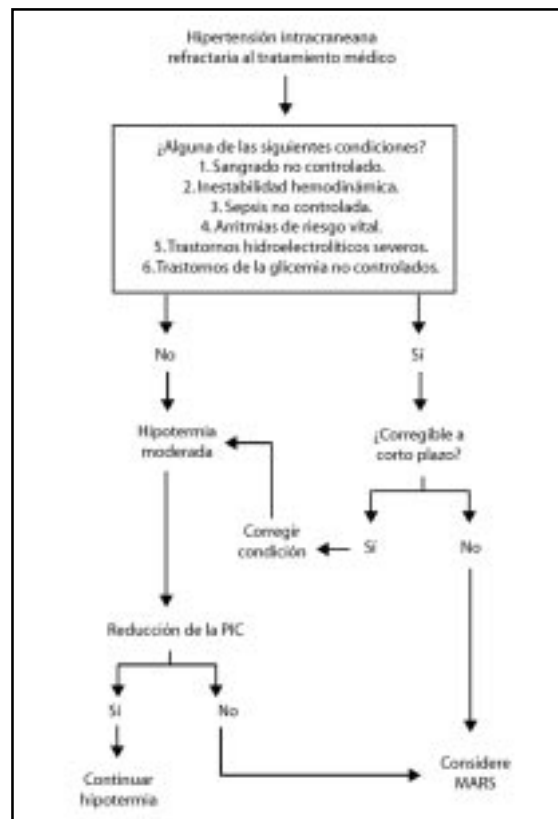 Hipertensión intracraneana
refractaria al tratamiento médico
¿Alguna de las siguientes condiciones?
1. Sangrado no controlado.
2. Inestabilidad hemodinámica.
3. Sepsis no controlada.
4. Arritmias de riesgo vital.
5. Trastornos hidroelectrolíticos severos.
6. Trastornos de la glicemia no controlados.
No
Sí
Hipotermia
moderada
¿Corregible a
corto plazo?
Corregir
condición
Sí
No
Reducción de la PIC
Sí
No
Continuar
hipotermia
Considere
MARS